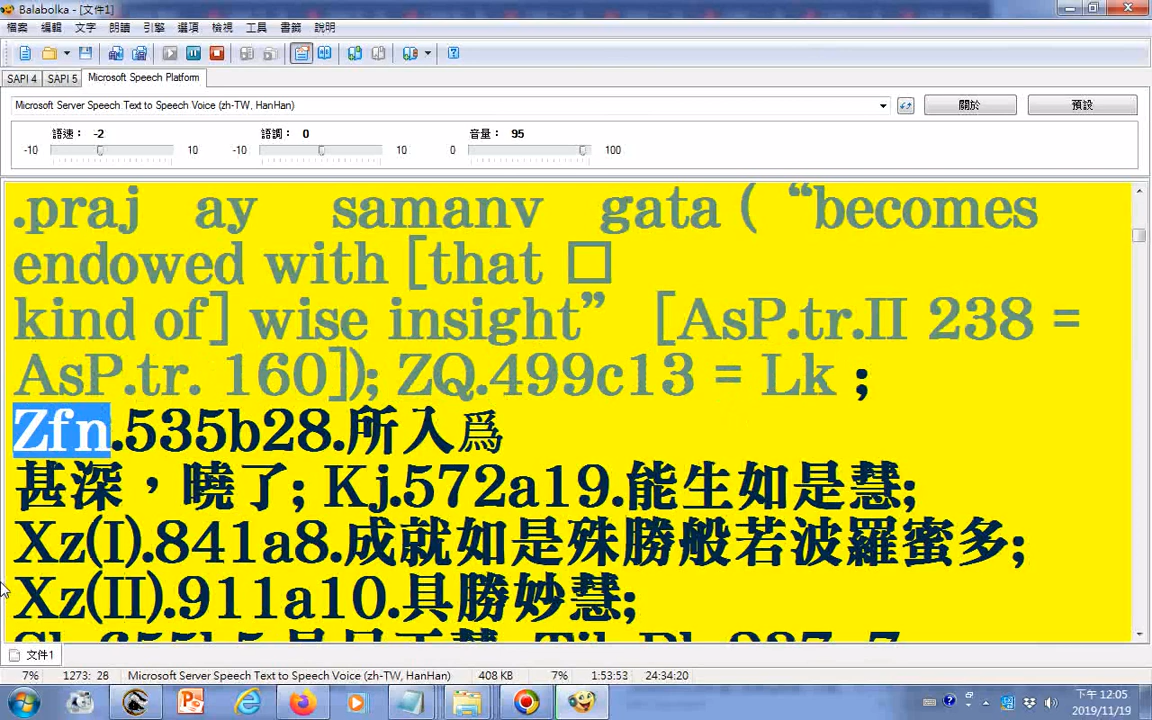 Balabolka - [文件1]
檔案 編輯 文字 朗讀 引擎 選項 檢視 工具 書籤 說明
SAPI 4 SAPI 5 Microsoft Speech Platform
Microsoft Server Speech Text to Speech Voice (zh-TW, HanHan)
關於 預設
語速： -2 語調： 0 音量： 95
-10 10 -10 10 0 100
.praj ay samanv gata ( “becomes
endowed with [that □
kind of] wise insight” [AsP.tr.II 238 =
AsP.tr. 160]); ZQ.499c13 = Lk ;
Zfn.535b28.所入爲
甚深，曉了; Kj.572a19.能生如是慧;
Xz(I).841a8.成就如是殊勝般若波羅蜜多;
Xz(II).911a10.具勝妙慧;
文件1
7% 1273: 28 Microsoft Server Speech Text to Speech Voice (zh-TW, HanHan) 408 KB 7% 1:53:53 24:34:20
下午 12:05
2019/11/19